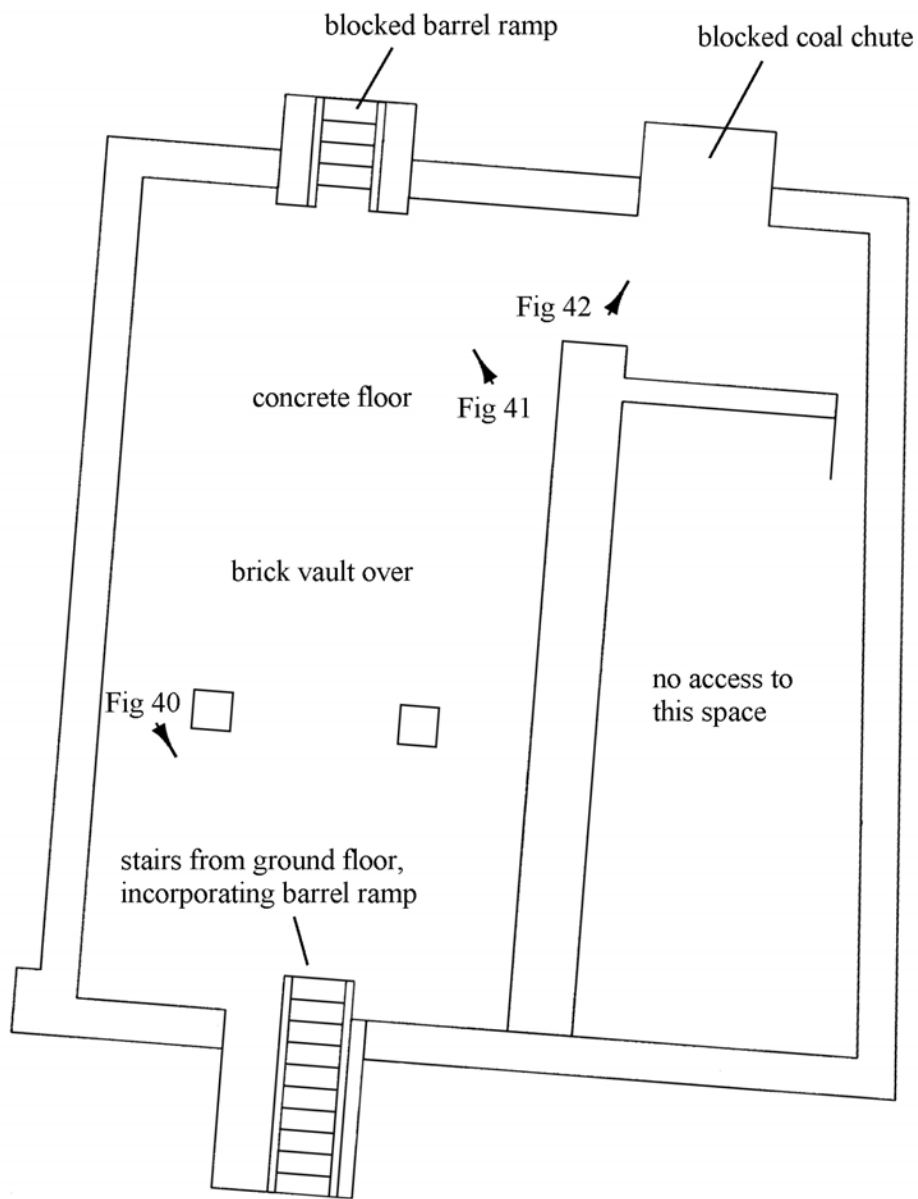 blocked barrel ramp
blocked coal chute
Fig 42
Fig 41
concrete floor
brick vault over
no access to
this space
Fig 40
stairs from ground floor,
incorporating barrel ramp